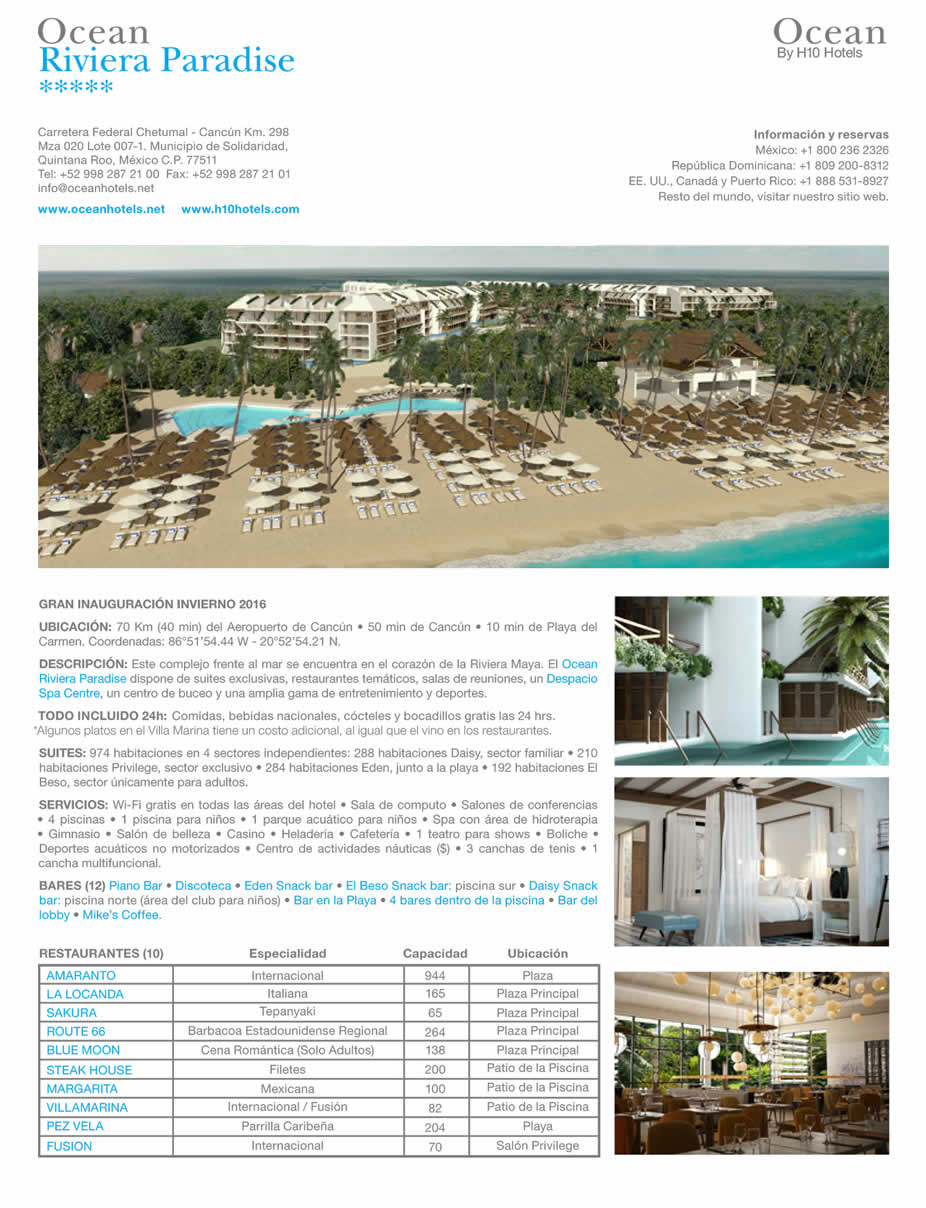 Ocean
Riviera Paradise
*****
Ocean
By H10 Hotels
Carretera Federal Chetumal - Cancún Km. 298
Mza 020 Lote 007-1. Municipio de Solidaridad,
Quintana Roo, México C.P. 77511
Tel: +52 998 287 21 00  Fax: +52 998 287 21 01
info@oceanhotels.net
www.oceanhotels.net    www.h10hotels.com
Información y reservas
México: +1 800 236 2326
República Dominicana: +1 809 200-8312
EE. UU., Canadá y Puerto Rico: +1 888 531-8927
Resto del mundo, visitar nuestro sitio web.
GRAN INAUGURACIÓN INVIERNO 2016
UBICACIÓN: 70 Km (40 min) del Aeropuerto de Cancún • 50 min de Cancún • 10 min de Playa del
Carmen. Coordenadas: 86°51'54.44 W - 20°52'54.21 N.
DESCRIPCIÓN: Este complejo frente al mar se encuentra en el corazón de la Riviera Maya. El Ocean
Riviera Paradise dispone de suites exclusivas, restaurantes temáticos, salas de reuniones, un Despacio
Spa Centre, un centro de buceo y una amplia gama de entretenimiento y deportes.
TODO INCLUIDO 24h: Comidas, bebidas nacionales, cócteles y bocadillos gratis las 24 hrs.
*Algunos platos en el Villa Marina tiene un costo adicional, al igual que el vino en los restaurantes.
SUITES: 974 habitaciones en 4 sectores independientes: 288 habitaciones Daisy, sector familiar • 210
habitaciones Privilege, sector exclusivo • 284 habitaciones Eden, junto a la playa • 192 habitaciones El
Beso, sector únicamente para adultos.
SERVICIOS: Wi-Fi gratis en todas las áreas del hotel • Sala de computo • Salones de conferencias
• 4 piscinas • 1 piscina para niños • 1 parque acuático para niños • Spa con área de hidroterapia
• Gimnasio • Salón de belleza • Casino • Heladería • Cafetería • 1 teatro para shows • Boliche •
Deportes acuáticos no motorizados • Centro de actividades náuticas ($) • 3 canchas de tenis • 1
cancha multifuncional.
BARES (12) Piano Bar • Discoteca • Eden Snack bar • El Beso Snack bar: piscina sur • Daisy Snack
bar: piscina norte (área del club para niños) • Bar en la Playa • 4 bares dentro de la piscina • Bar del
lobby • Mike's Coffee.
RESTAURANTES (10) Especialidad Capacidad Ubicación
AMARANTO Internacional 944 Plaza
LA LOCANDA Italiana 165 Plaza Principal
SAKURA Tepanyaki 65 Plaza Principal
ROUTE 66 Barbacoa Estadounidense Regional 264 Plaza Principal
BLUE MOON Cena Romántica (Solo Adultos) 138 Plaza Principal
STEAK HOUSE Filetes 200 Patio de la Piscina
MARGARITA Mexicana 100 Patio de la Piscina
VILLAMARINA Internacional / Fusión 82 Patio de la Piscina
PEZ VELA Parrilla Caribeña 204 Playa
FUSION Internacional 70 Salón Privilege